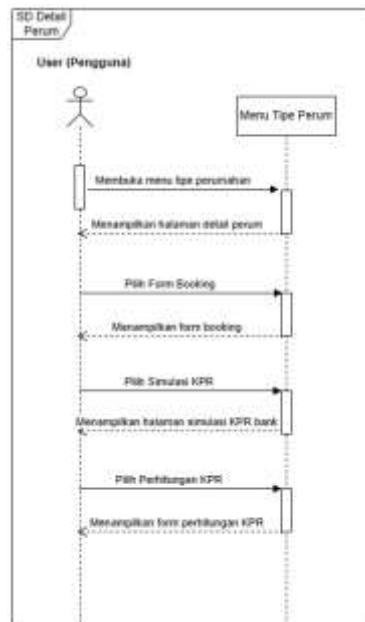 SD Detail
Perum
User (Pengguna)
Menu Tipe Perum
Membuka menu tipe perumahan
Menampilkan halaman detail perum
Pilih Form Booking
Menampilkan form booking
Pilih Simulasi KPR
Menampilkan halaman simulasi KPR bank
Pilih Perhitungan KPR
Menampilkan form perhitungan KPR